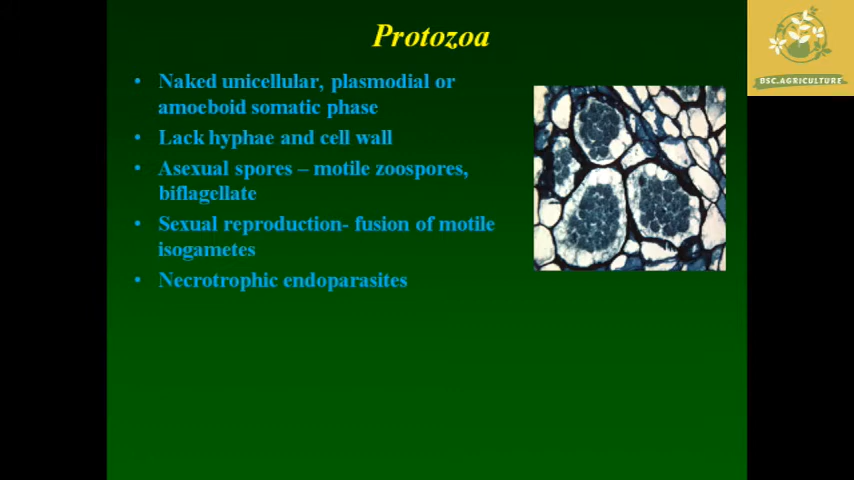 Protozoa
BSC.AGRICULTURE
• Naked unicellular, plasmodial or
amoeboid somatic phase
• Lack hyphae and cell wall
• Asexual spores – motile zoospores,
biflagellate
• Sexual reproduction- fusion of motile
isogametes
• Necrotrophic endoparasites